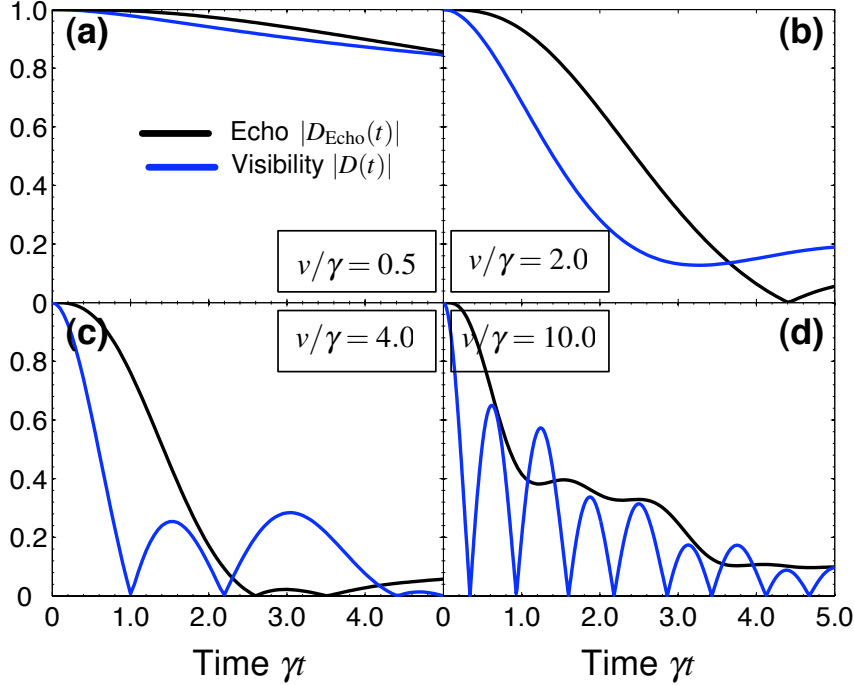 1.0
(a)
(b)
0.8
0.6
Echo |D_Echo(t)|
Visibility |D(t)|
0.4
0.2
v/γ = 0.5
v/γ = 2.0
0
(c)
v/γ = 4.0
v/γ = 10.0
(d)
0.8
0.6
0.4
0.2
0
0 1.0 2.0 3.0 4.0 0 1.0 2.0 3.0 4.0 5.0
Time γt
Time γt